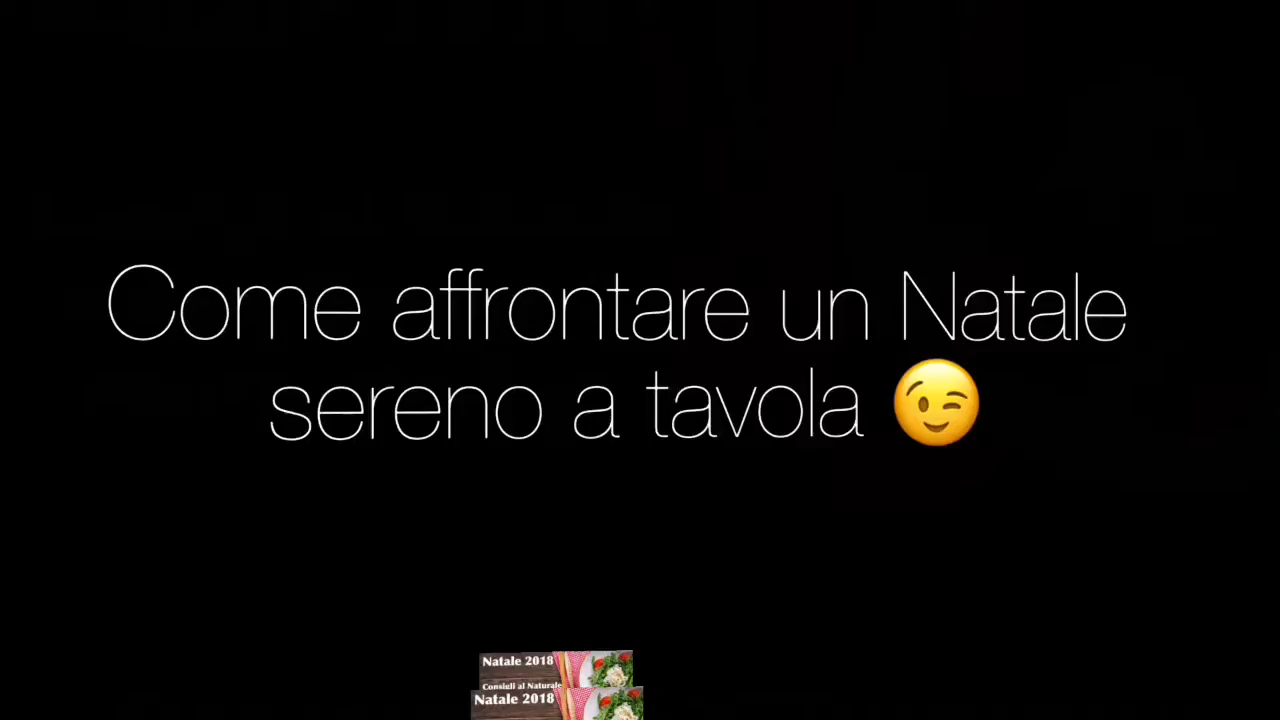 Come affrontare un Natale
sereno a tavola 😉
Natale 2018
Consigli al Naturale
Natale 2018